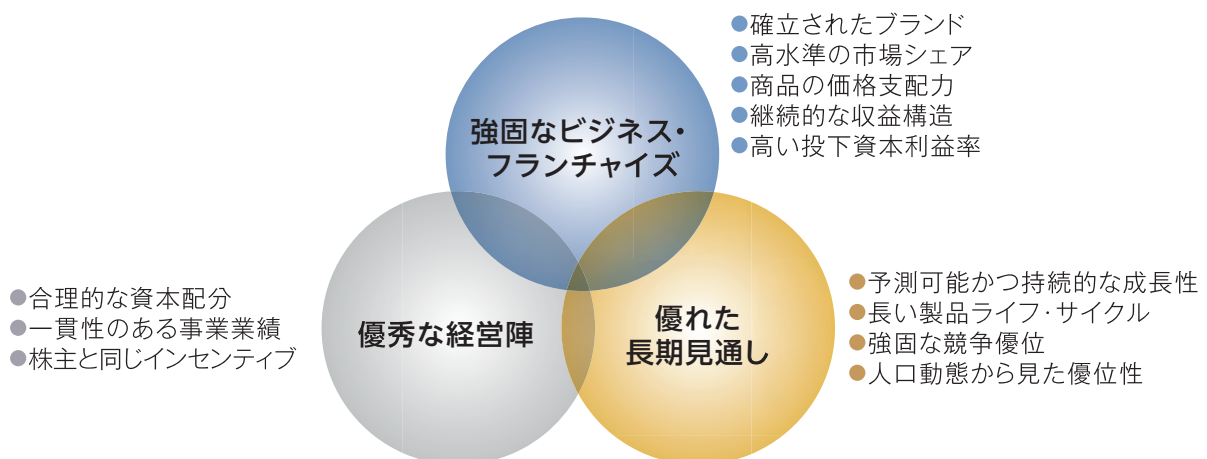 強固なビジネス・
フランチャイズ
●確立されたブランド
●高水準の市場シェア
●商品の価格支配力
●継続的な収益構造
●高い投下資本利益率
優秀な経営陣
●合理的な資本配分
●一貫性のある事業業績
●株主と同じインセンティブ
優れた
長期見通し
●予測可能かつ持続的な成長性
●長い製品ライフ・サイクル
●強固な競争優位
●人口動態から見た優位性